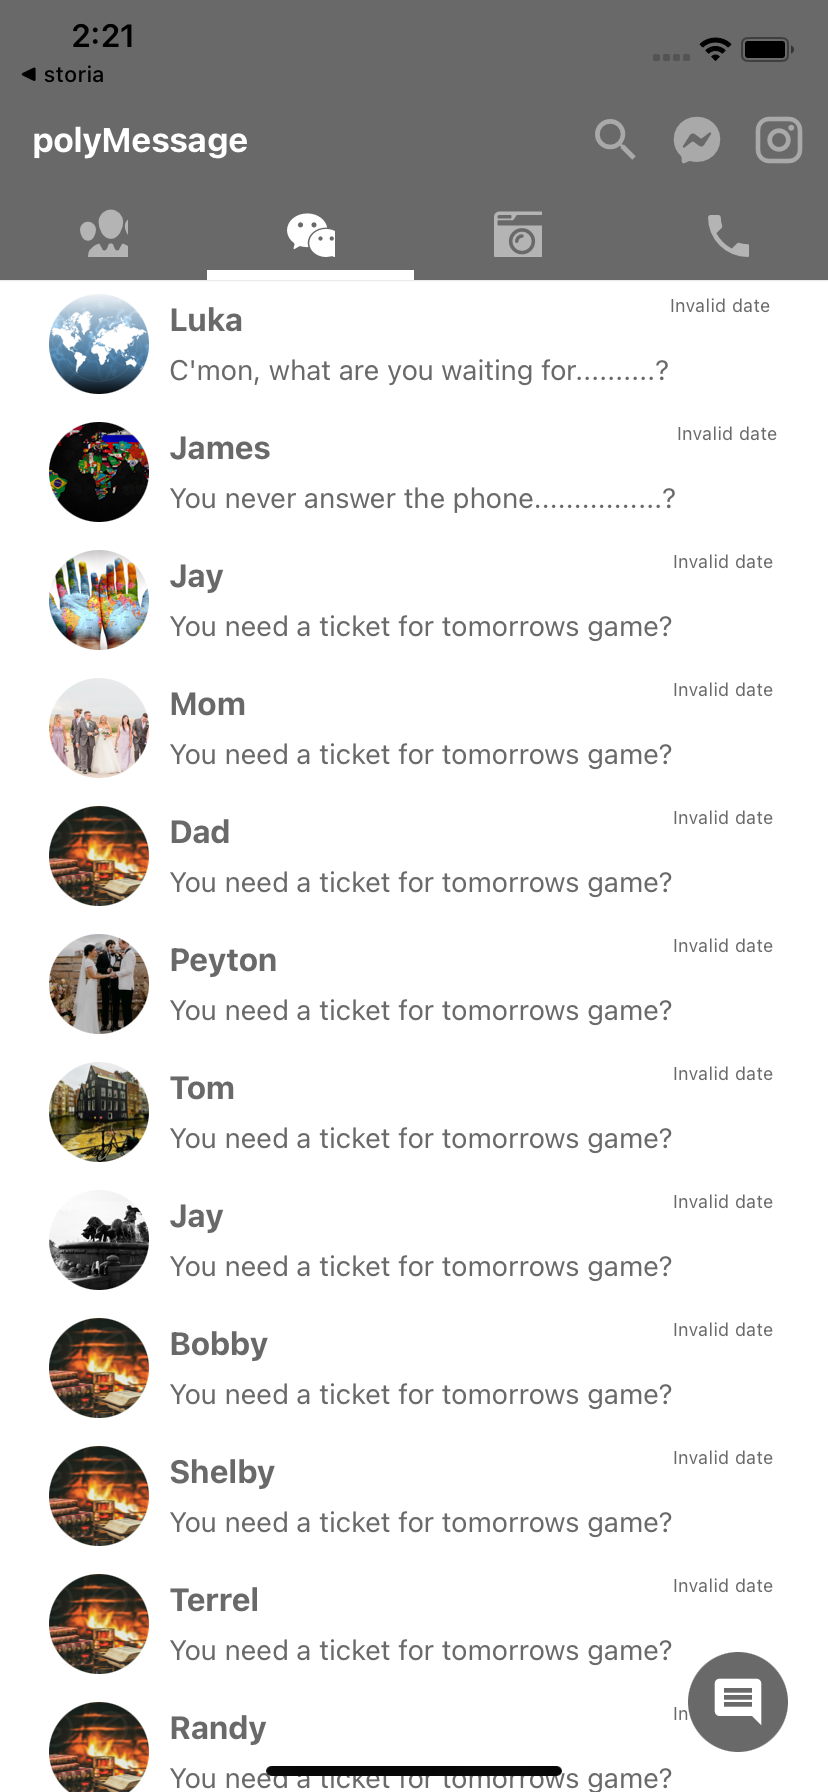 2:21
◀ storia
polyMessage
Luka
Invalid date
C'mon, what are you waiting for..........?
James
Invalid date
You never answer the phone................?
Jay
Invalid date
You need a ticket for tomorrows game?
Mom
Invalid date
You need a ticket for tomorrows game?
Dad
Invalid date
You need a ticket for tomorrows game?
Peyton
Invalid date
You need a ticket for tomorrows game?
Tom
Invalid date
You need a ticket for tomorrows game?
Jay
Invalid date
You need a ticket for tomorrows game?
Bobby
Invalid date
You need a ticket for tomorrows game?
Shelby
Invalid date
You need a ticket for tomorrows game?
Terrel
Invalid date
You need a ticket for tomorrows game?
Randy
In
You need a ticket for tomorrows game?